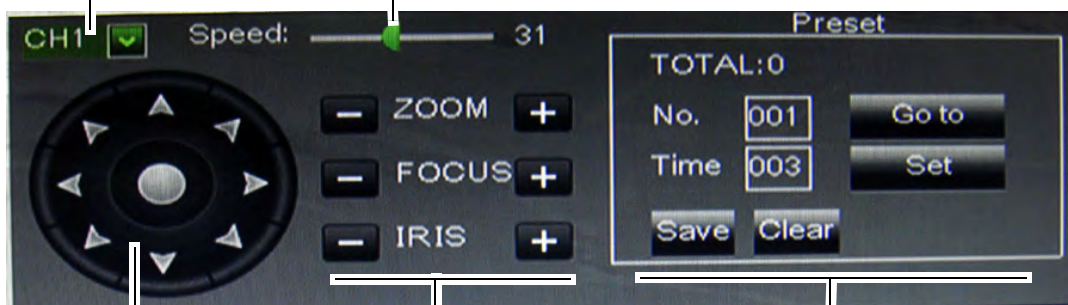 CH1 Speed: 31
ZOOM
FOCUS
IRIS
Preset
TOTAL:0
No. 001 Go to
Time 003 Set
Save Clear